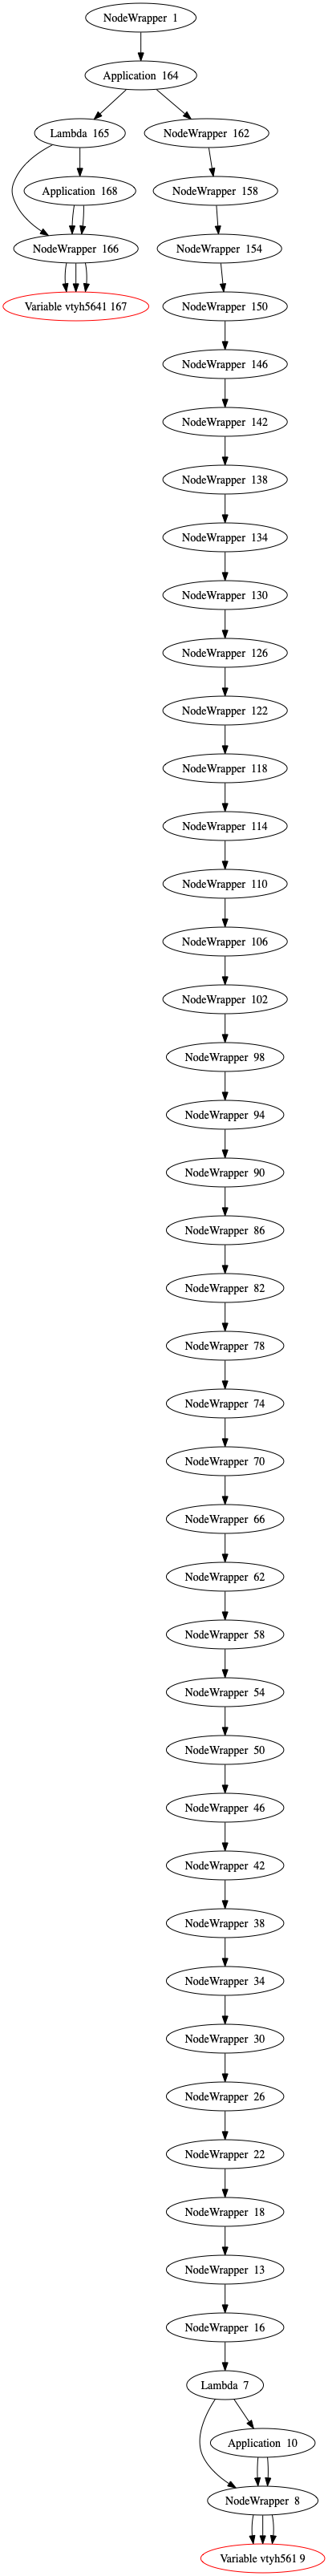 NodeWrapper 1
Application 164
Lambda 165
NodeWrapper 162
Application 168
NodeWrapper 158
NodeWrapper 166
NodeWrapper 154
Variable vtyh5641 167
NodeWrapper 150
NodeWrapper 146
NodeWrapper 142
NodeWrapper 138
NodeWrapper 134
NodeWrapper 130
NodeWrapper 126
NodeWrapper 122
NodeWrapper 118
NodeWrapper 114
NodeWrapper 110
NodeWrapper 106
NodeWrapper 102
NodeWrapper 98
NodeWrapper 94
NodeWrapper 90
NodeWrapper 86
NodeWrapper 82
NodeWrapper 78
NodeWrapper 74
NodeWrapper 70
NodeWrapper 66
NodeWrapper 62
NodeWrapper 58
NodeWrapper 54
NodeWrapper 50
NodeWrapper 46
NodeWrapper 42
NodeWrapper 38
NodeWrapper 34
NodeWrapper 30
NodeWrapper 26
NodeWrapper 22
NodeWrapper 18
NodeWrapper 13
NodeWrapper 16
Lambda 7
Application 10
NodeWrapper 8
Variable vtyh561 9